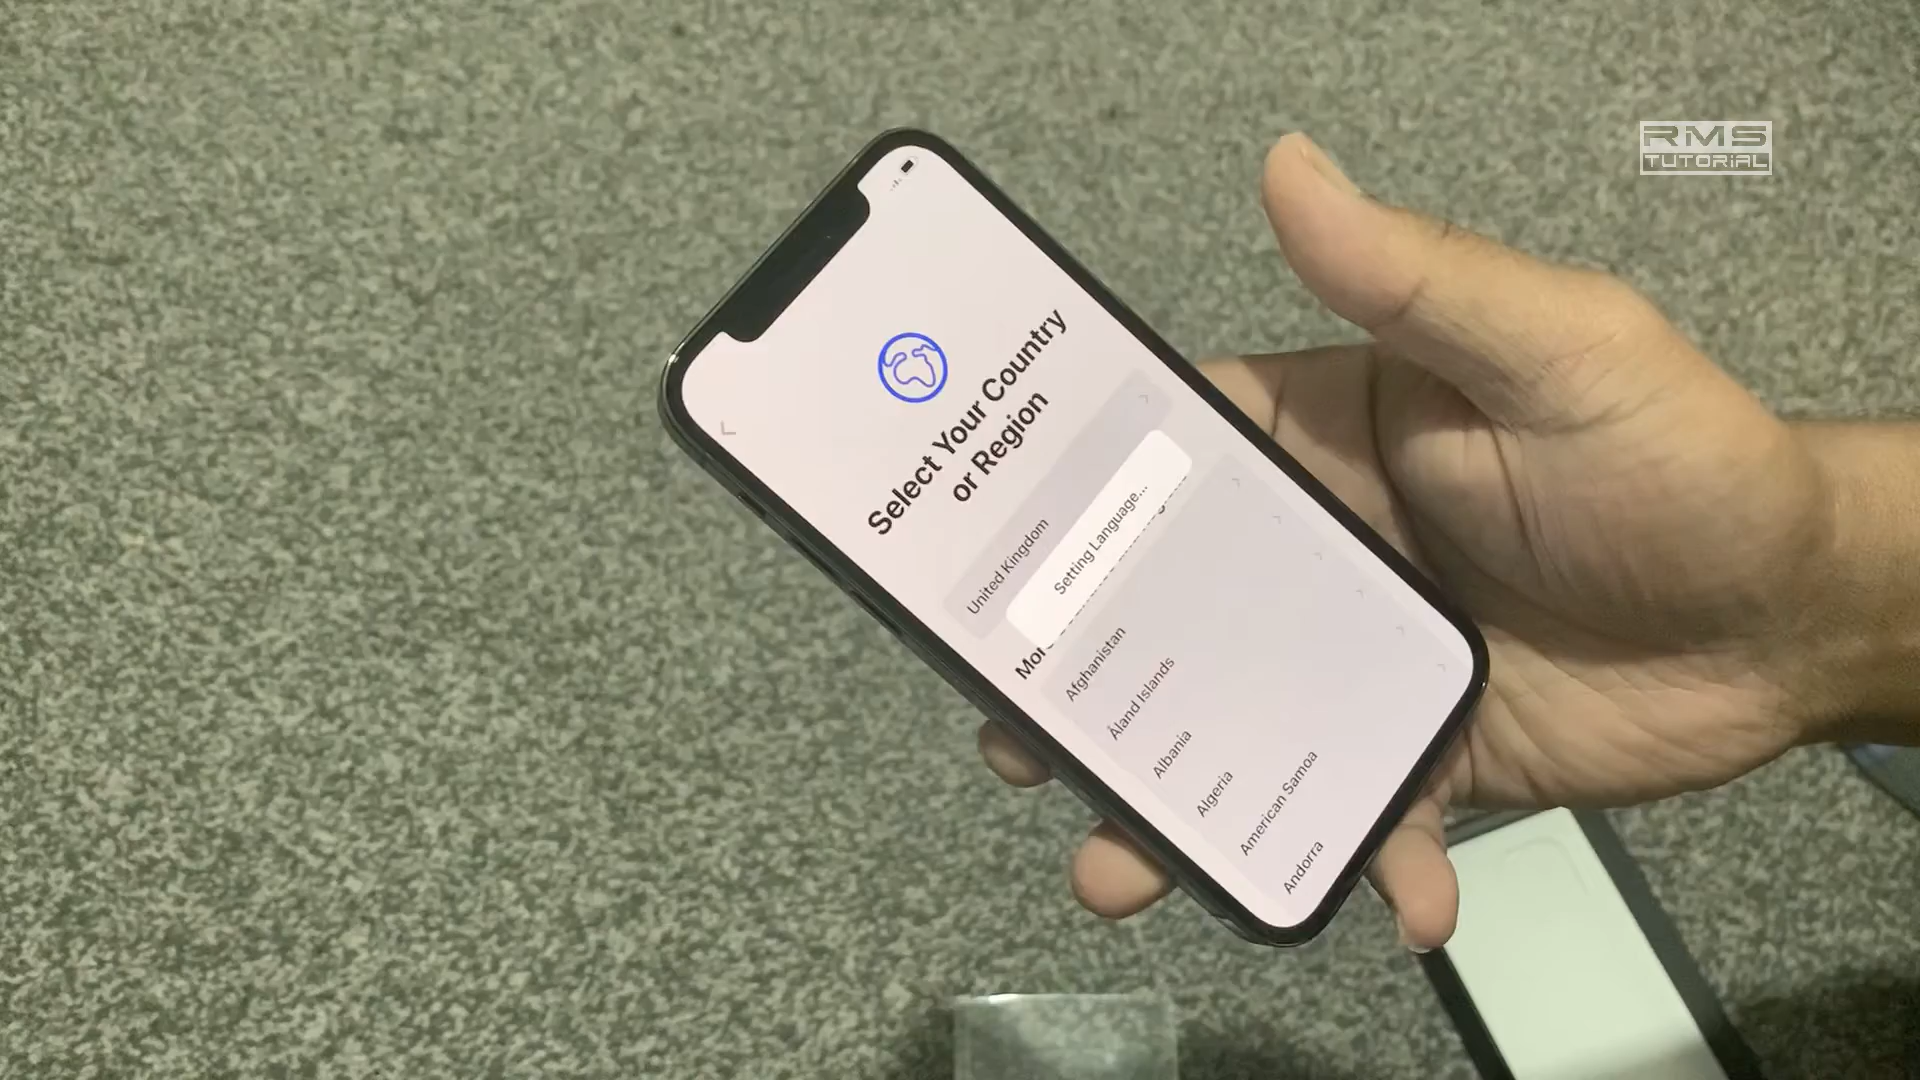 RMS
TUTORIAL
Select Your Country
or Region
United Kingdom
Setting Language...
Afghanistan
Åland Islands
Albania
Algeria
American Samoa
Andorra